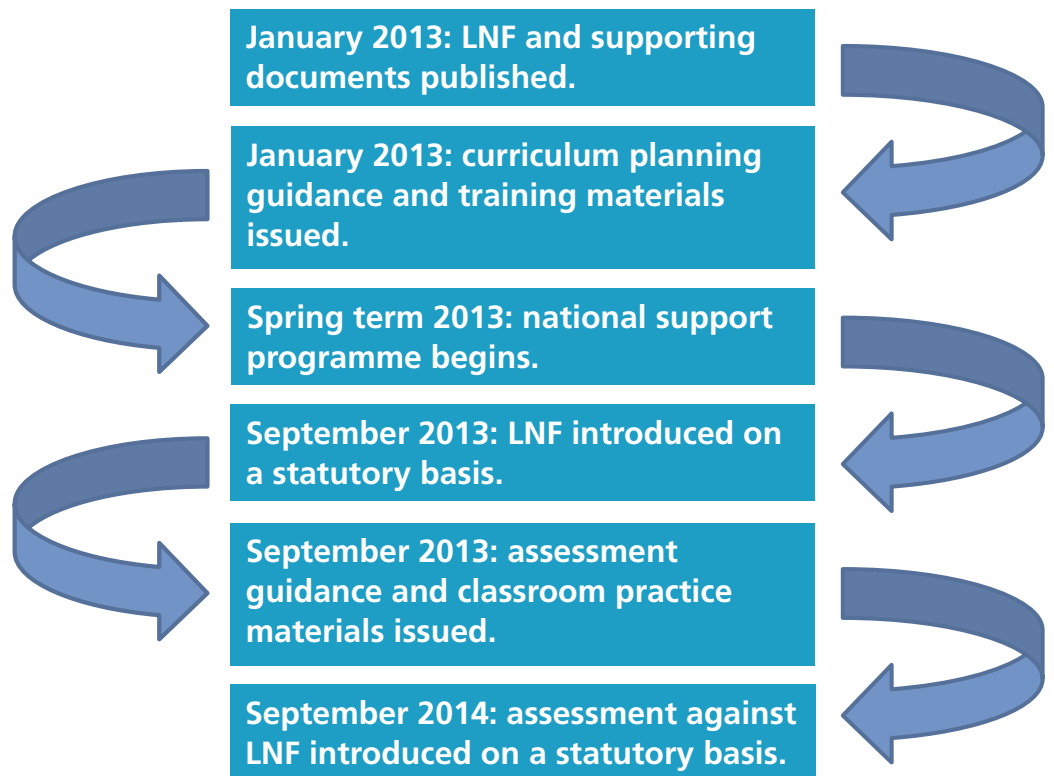 January 2013: LNF and supporting
documents published.
January 2013: curriculum planning
guidance and training materials
issued.
Spring term 2013: national support
programme begins.
September 2013: LNF introduced on
a statutory basis.
September 2013: assessment
guidance and classroom practice
materials issued.
September 2014: assessment against
LNF introduced on a statutory basis.